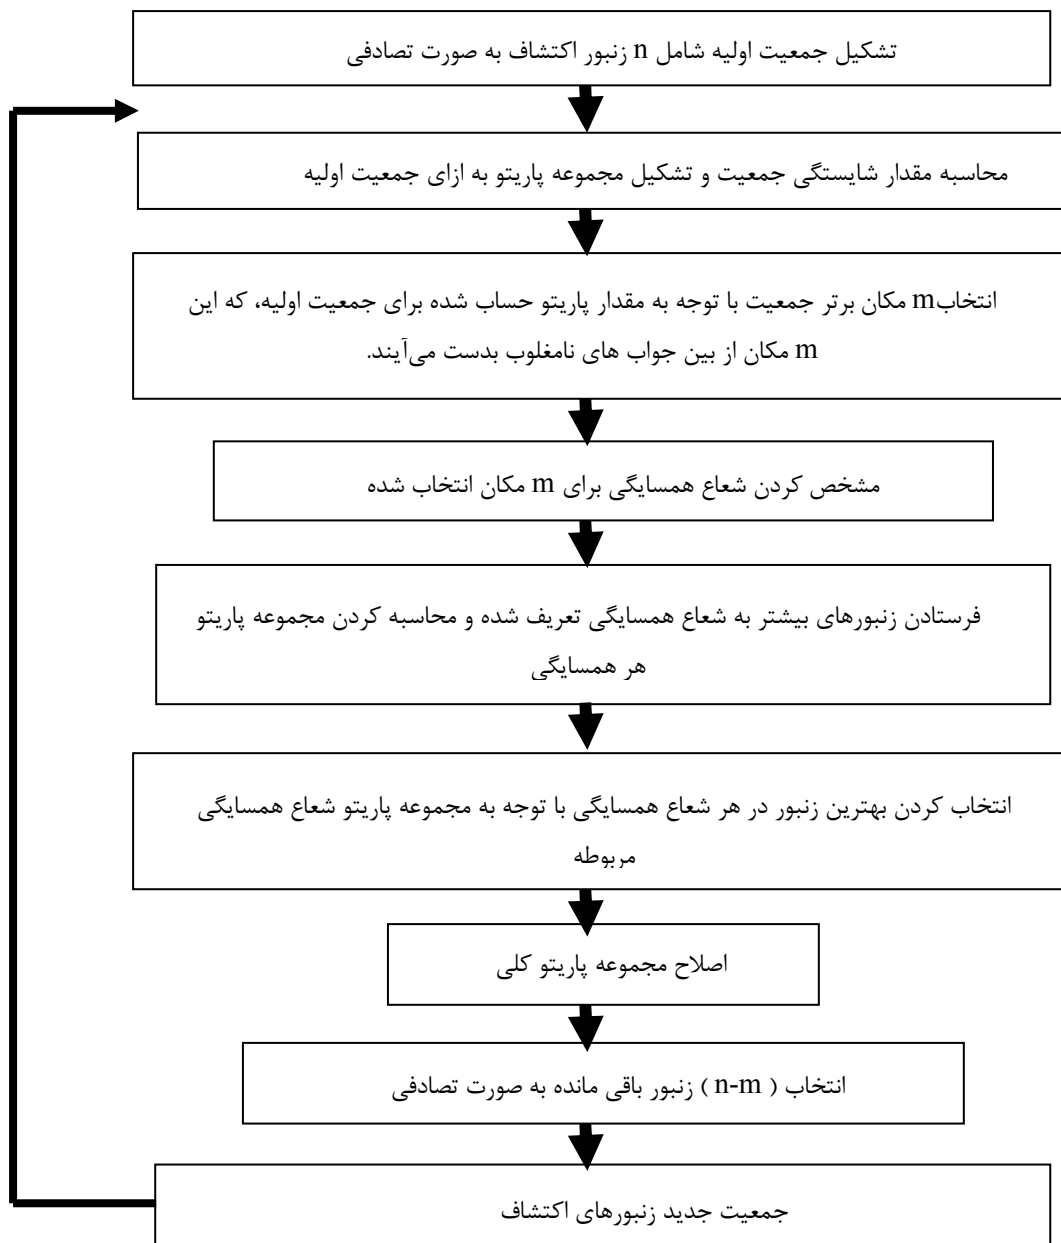 تشکیل جمعیت اولیه شامل n زنبور اکتشاف به صورت تصادفی
محاسبه مقدار شایستگی جمعیت و تشکیل مجموعه پاریتو به ازای جمعیت اولیه
انتخابm مکان برتر جمعیت با توجه به مقدار پاریتو حساب شده برای جمعیت اولیه، که این
m مکان از بین جواب های نامغلوب بدست می‌آیند.
مشخص کردن شعاع همسایگی برای m مکان انتخاب شده
فرستادن زنبورهای بیشتر به شعاع همسایگی تعریف شده و محاسبه کردن مجموعه پاریتو
هر همسایگی
انتخاب کردن بهترین زنبور در هر شعاع همسایگی با توجه به مجموعه پاریتو شعاع همسایگی
مربوطه
اصلاح مجموعه پاریتو کلی
انتخاب ( n-m ) زنبور باقی مانده به صورت تصادفی
جمعیت جدید زنبورهای اکتشاف